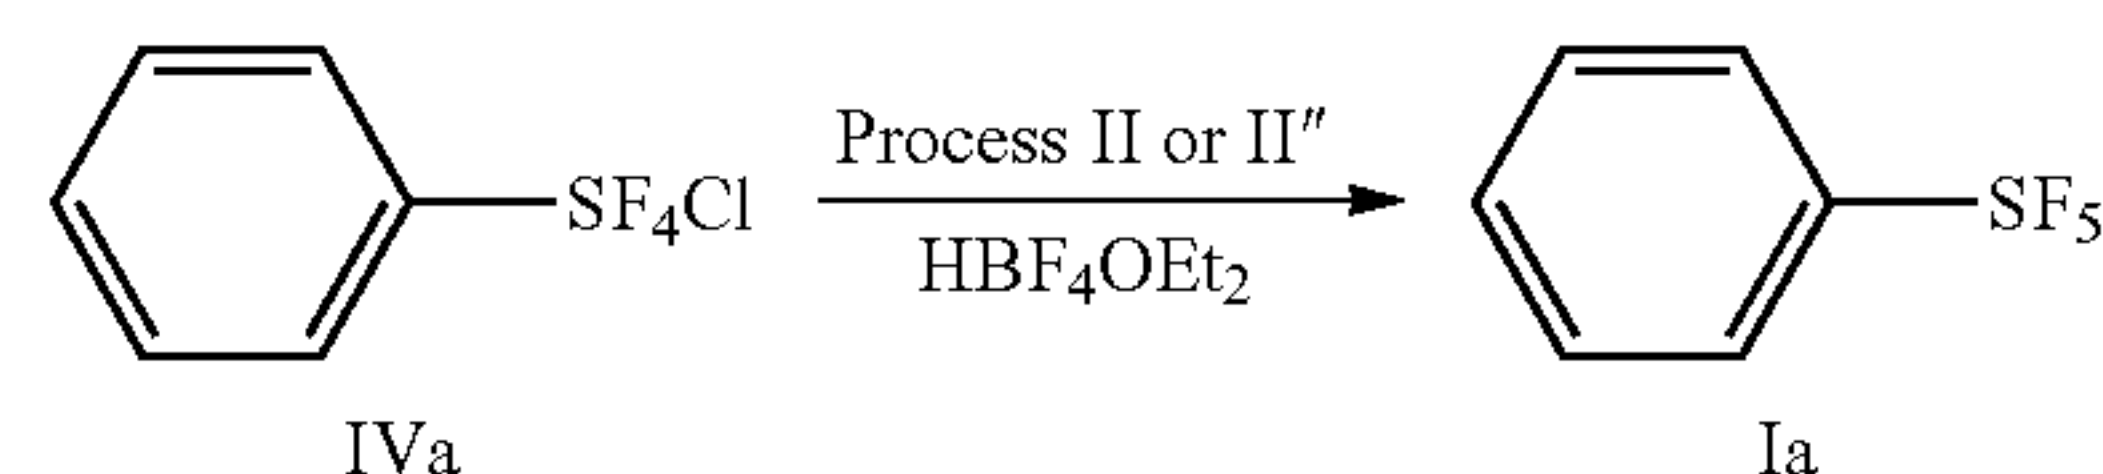 Process II or II″
SF₄Cl
SF₅
HBF₄OEt₂
IVa
Ia